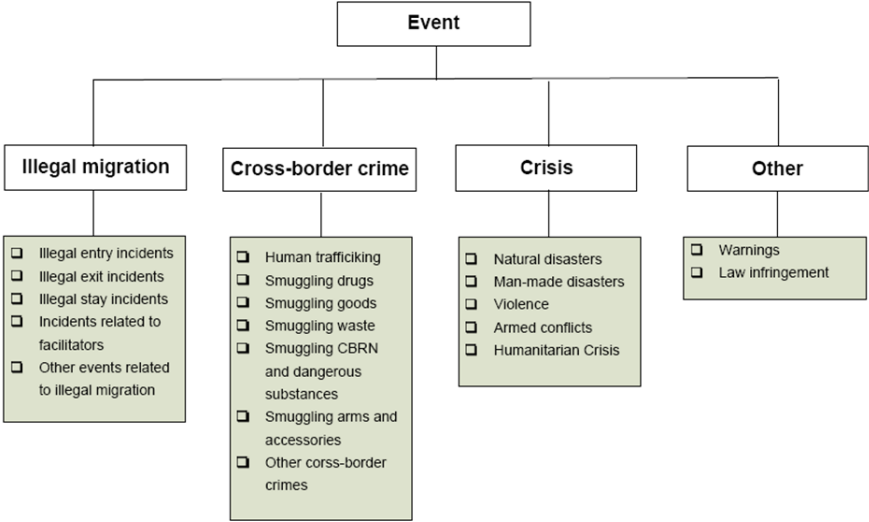 Event
Illegal migration
Cross-border crime
Crisis
Other
Illegal entry incidents
Illegal exit incidents
Illegal stay incidents
Incidents related to
facilitators
Other events related
to illegal migration
Human trafficiking
Smuggling drugs
Smuggling goods
Smuggling waste
Smuggling CBRN
and dangerous
substances
Smuggling arms and
accessories
Other corss-border
crimes
Natural disasters
Man-made disasters
Violence
Armed conflicts
Humanitarian Crisis
Warnings
Law infringement